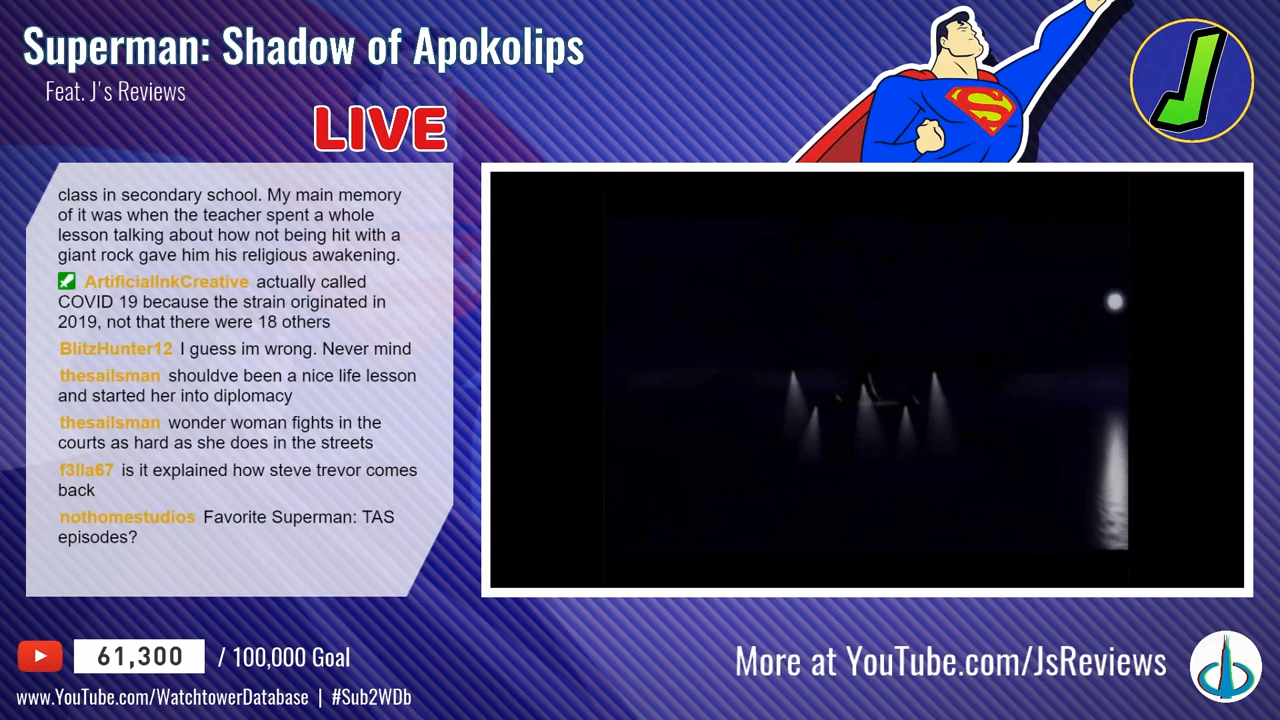 Superman: Shadow of Apokolips
Feat. J's Reviews
LIVE
class in secondary school. My main memory
of it was when the teacher spent a whole
lesson talking about how not being hit with a
giant rock gave him his religious awakening.
ArtificialInkCreative actually called
COVID 19 because the strain originated in
2019, not that there were 18 others
BlitzHunter12 I guess im wrong. Never mind
thesailsman shouldve been a nice life lesson
and started her into diplomacy
thesailsman wonder woman fights in the
courts as hard as she does in the streets
f3lla67 is it explained how steve trevor comes
back
nothomestudios Favorite Superman: TAS
episodes?
S
J
61,300 / 100,000 Goal
More at YouTube.com/JsReviews
www.YouTube.com/WatchtowerDatabase | #Sub2WDb